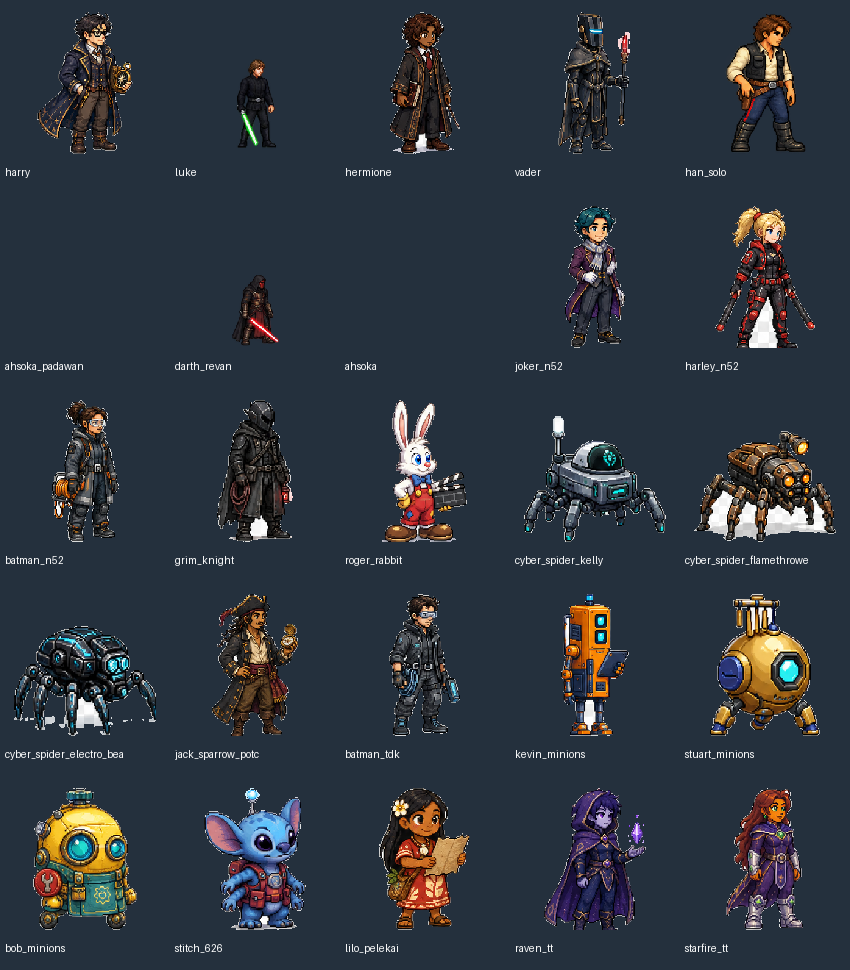 harry
luke
hermione
vader
han_solo
ahsoka_padawan
darth_revan
ahsoka
joker_n52
harley_n52
batman_n52
grim_knight
roger_rabbit
cyber_spider_kelly
cyber_spider_flamethrowe
cyber_spider_electro_bea
jack_sparrow_potc
batman_tdk
kevin_minions
stuart_minions
bob_minions
stitch_626
lilo_pelekai
raven_tt
starfire_tt